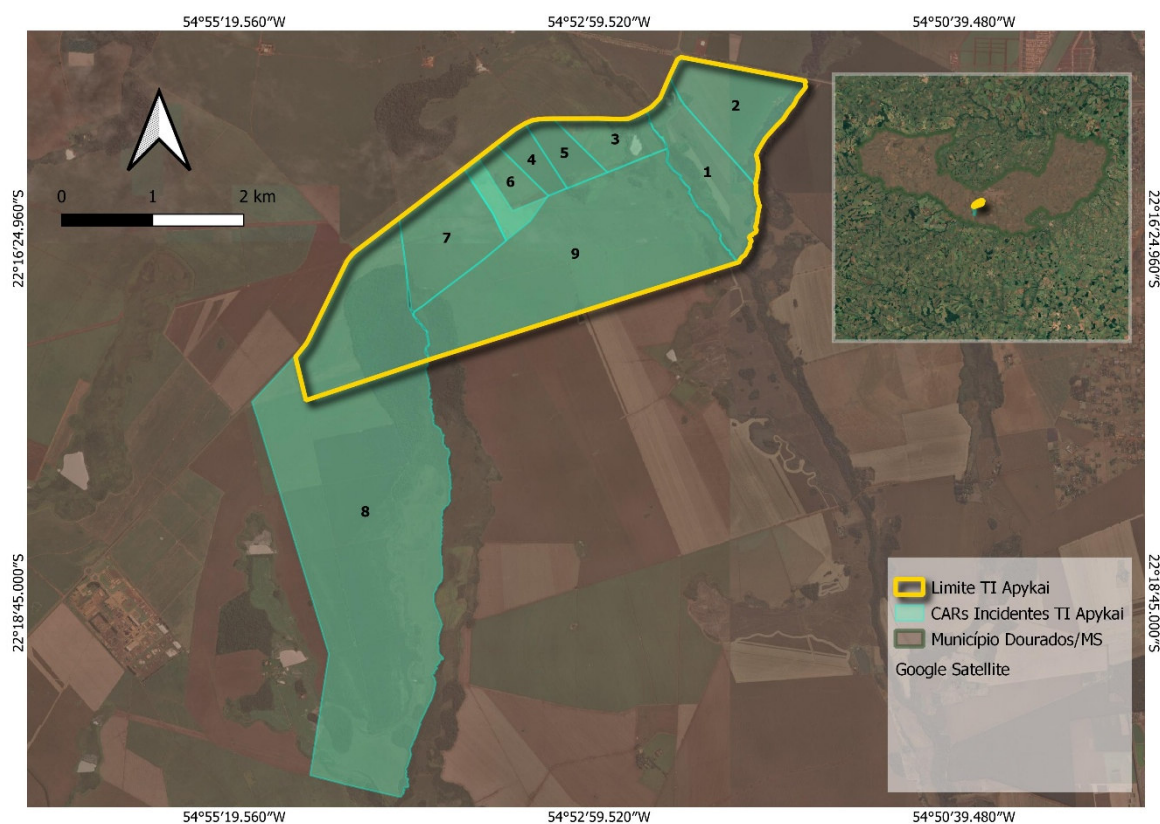 54°55'19.560"W 54°52'59.520"W 54°50'39.480"W
22°16'24.960"S
22°18'45.000"S
0 1 2 km
2
3
5
4
1
6
7
9
8
22°16'24.960"S
22°18'45.000"S
Limite TI Apykai
CARs Incidentes TI Apykai
Município Dourados/MS
Google Satellite
54°55'19.560"W 54°52'59.520"W 54°50'39.480"W